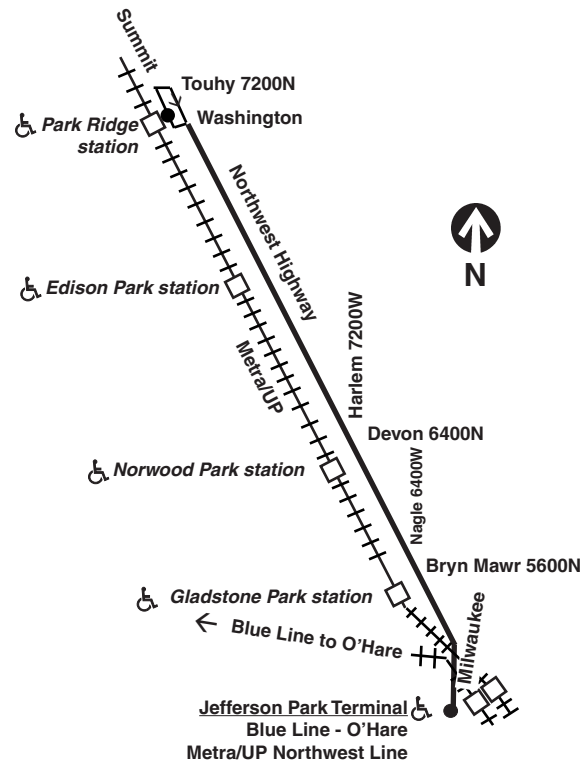 Summit
Touhy 7200N
Washington
Park Ridge
station
Northwest Highway
N
Edison Park station
Harlem 7200W
Metra/UP
Devon 6400N
Norwood Park station
Nagle 6400W
Bryn Mawr 5600N
Gladstone Park station
Milwaukee
Blue Line to O’Hare
Jefferson Park Terminal
Blue Line - O’Hare
Metra/UP Northwest Line